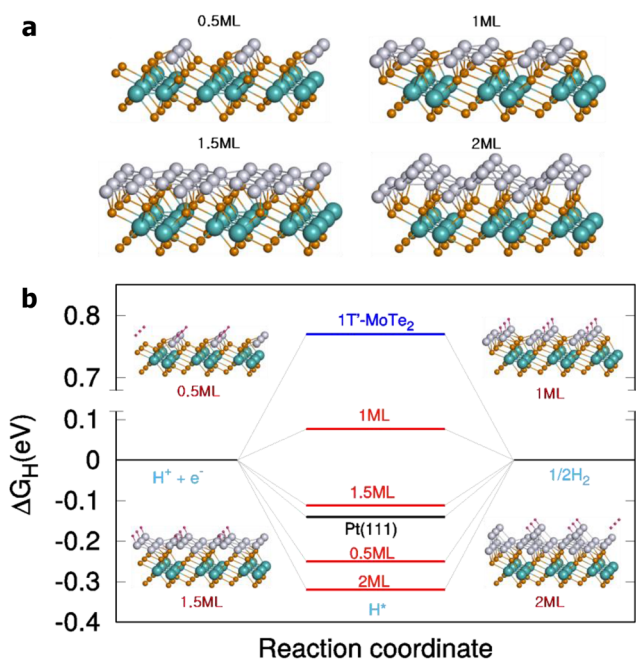 a
0.5ML
1ML
1.5ML
2ML
b
0.8
0.7
0.1
0
-0.1
-0.2
-0.3
-0.4
ΔG_H(eV)
0.5ML
1T'-MoTe₂
1ML
1ML
H⁺ + e⁻
1/2H₂
1.5ML
Pt(111)
0.5ML
2ML
H*
1.5ML
2ML
Reaction coordinate